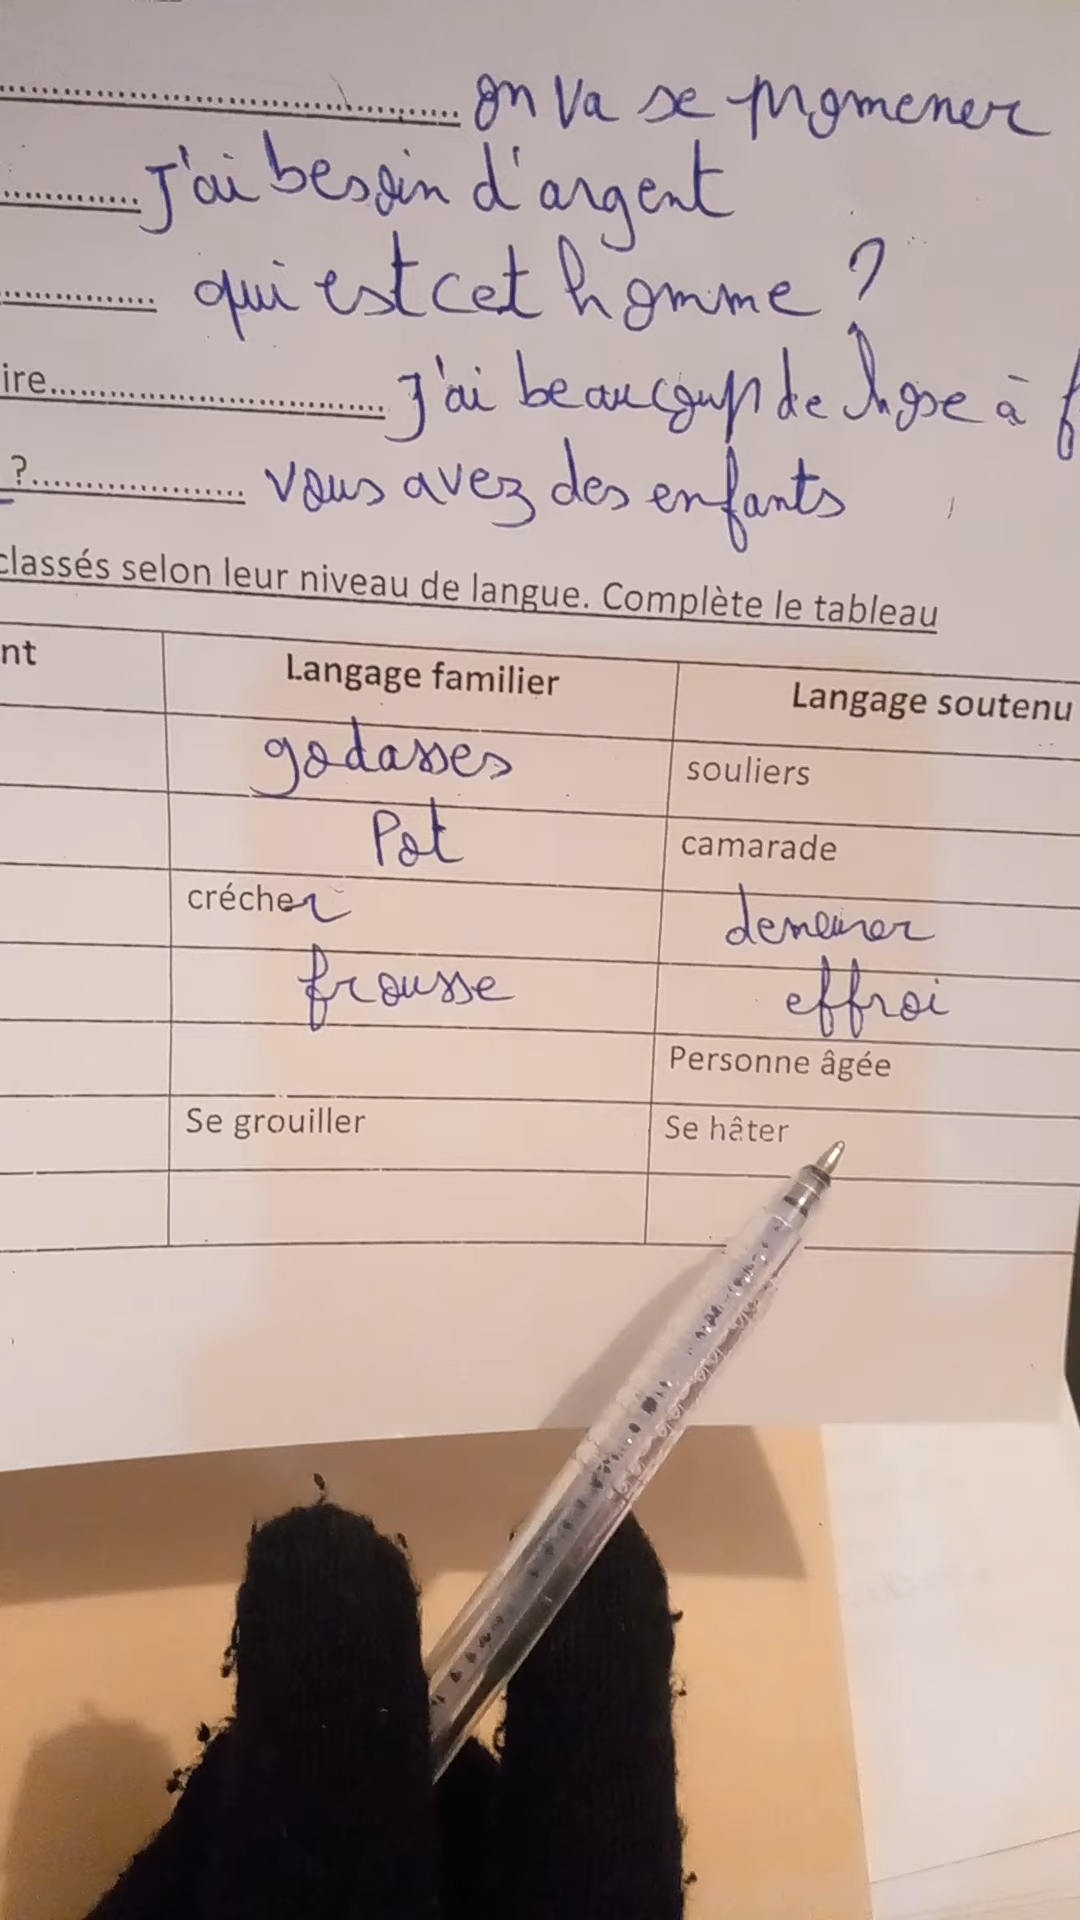 on va se promener
J'ai besoin d'argent
qui est cet homme ?
ire J'ai beaucoup de hose à f
? vous avez des enfants
classés selon leur niveau de langue. Complète le tableau
nt Langage familier Langage soutenu
godasses souliers
Pot camarade
crécher demeurer
frousse effroi
Personne âgée
Se grouiller Se hâter